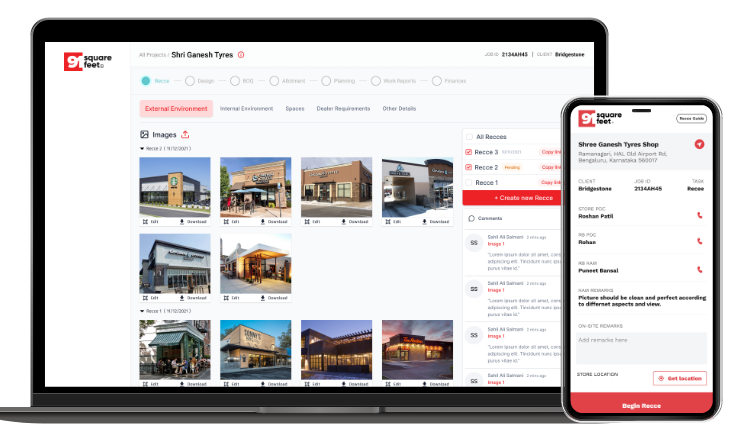 91 square
feet
All Projects / Shri Ganesh Tyres
JOB ID 2134AH45 | CLIENT Bridgestone
Recce
Design
BOQ
Allotment
Planning
Work Reports
Finances
External Environment
Internal Environment
Spaces
Dealer Requirements
Other Details
Images
Recce 2 (11/12/2021)
Edit Download Edit Download Edit Download Edit Download
Edit Download Edit Download
Recce 1 (11/12/2021)
Edit Download Edit Download Edit Download Edit Download
All Recces
Recce 3 Copy link
Recce 2 Pending Copy link
Recce 1 Copy link
+ Create new Recce
Comments
SS
Sahil Ali Salmani 2 mins ago
Image 1
"Lorem ipsum dolor sit amet, cons
adipiscing elit. Tincidunt nunc ipsu
purus vitae id."
SS
Sahil Ali Salmani 2 mins ago
Image 1
"Lorem ipsum dolor sit amet, cons
adipiscing elit. Tincidunt nunc ipsu
purus vitae id."
SS
Sahil Ali Salmani 2 mins ago
Image 1
"Lorem ipsum dolor sit amet, cons
adipiscing elit. Tincidunt nunc ipsu
purus vitae id."
SS
Sahil Ali Salmani 2 mins ago
Image 1
91 square
feet
Recce Guide
Shree Ganesh Tyres Shop
Ramanagari, HAL Old Airport Rd,
Bengaluru, Karnataka 560017
CLIENT JOB ID TASK
Bridgestone 2134AH45 Recce
STORE POC
Roshan Patil
RB POC
Rohan
RB HAM
Puneet Bansal
HAM REMARKS
Picture should be clean and perfect according
to differnet aspects and view.
ON-SITE REMARKS
Add remarks here
STORE LOCATION
Get location
Begin Recce